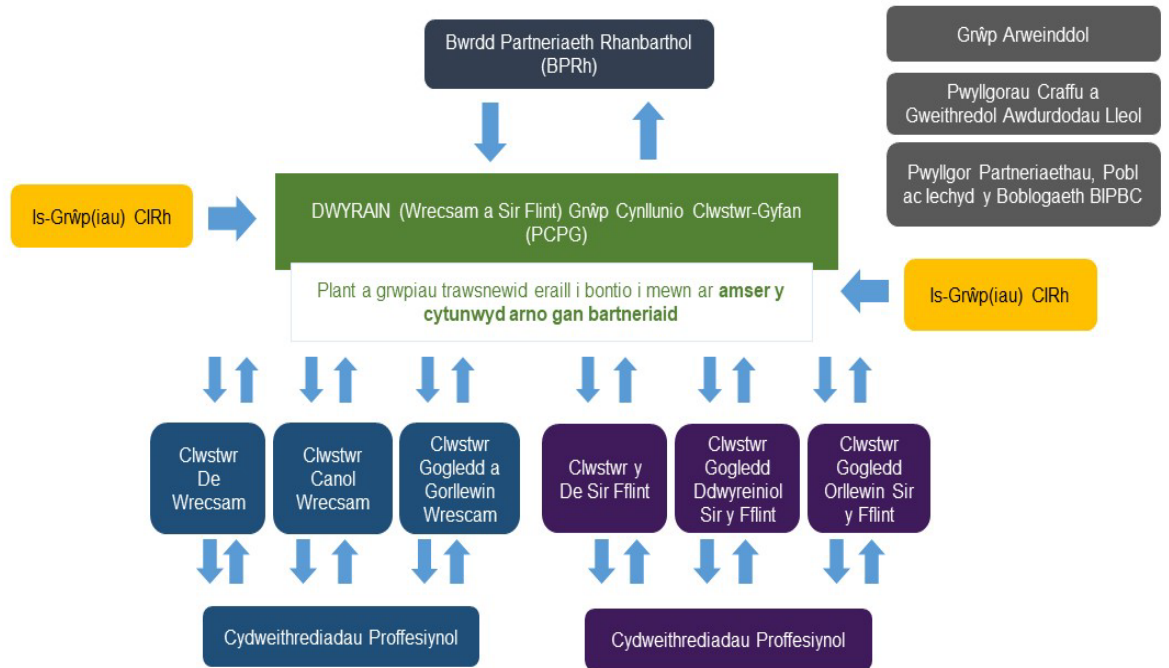 Bwrdd Partneriaeth Rhanbarthol
(BPRh)
Grŵp Arweinddol
Pwyllgorau Craffu a
Gweithredol Awdurdodau Lleol
Pwyllgor Partneriaethau, Pobl
ac Iechyd y Boblogaeth BIPBC
Is-Grŵp(iau) CIRh
DWYRAIN (Wrecsam a Sir Flint) Grŵp Cynllunio Clwstwr-Gyfan
(PCPG)
Plant a grwpiau trawsnewid eraill i bontio i mewn ar amser y
cytunwyd arno gan bartneriaid
Is-Grŵp(iau) CIRh
Clwstwr
De
Wrecsam
Clwstwr
Canol
Wrecsam
Clwstwr
Gogledd a
Gorllewin
Wrescam
Clwstwr y
De Sir Fflint
Clwstwr
Gogledd
Ddwyreiniol
Sir y Fflint
Clwstwr
Gogledd
Orllewin Sir
y Fflint
Cydweithrediadau Proffesiynol
Cydweithrediadau Proffesiynol